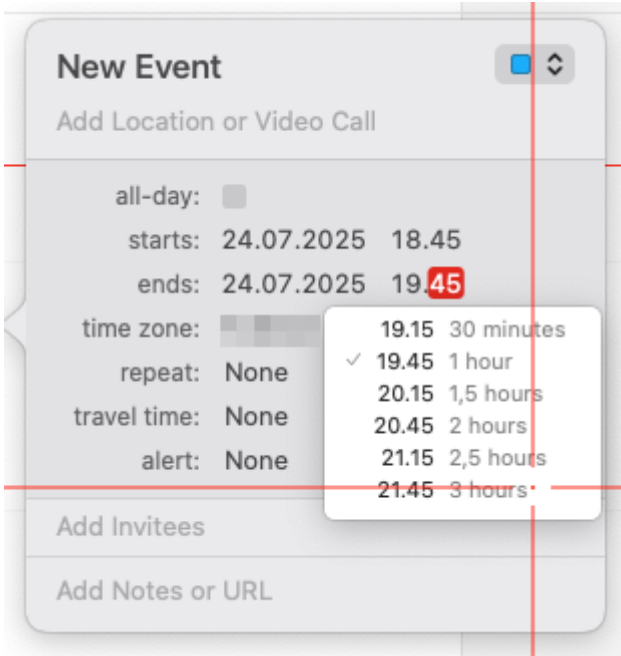 New Event
Add Location or Video Call
all-day:
starts: 24.07.2025 18.45
ends: 24.07.2025 19.45
time zone:
19.15 30 minutes
✓ 19.45 1 hour
repeat: None
20.15 1,5 hours
travel time: None
20.45 2 hours
alert: None
21.15 2,5 hours
21.45 3 hours
Add Invitees
Add Notes or URL